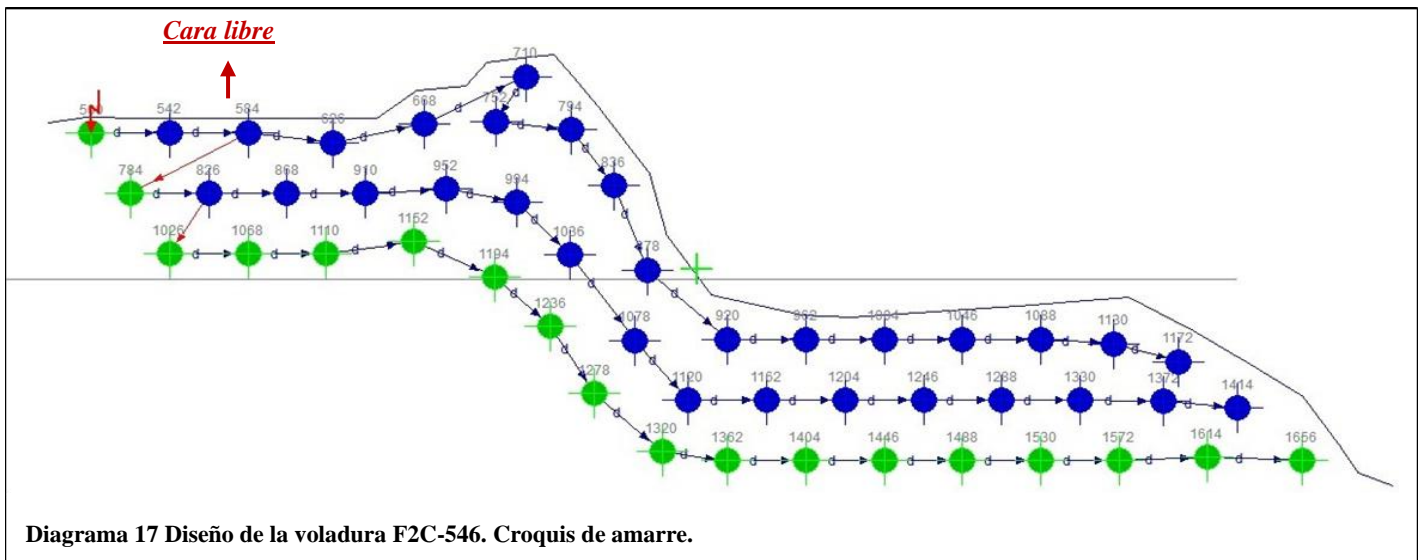 Cara libre
d 542 d 584 d 626 d 668 d 710 d 752 d 794 d 836 d 878 d 920 d 962 d 1004 d 1046 d 1088 d 1130 d 1172
784 d 826 d 868 d 910 d 952 d 994 d 1036 d 1078 d 1120 d 1162 d 1204 d 1246 d 1288 d 1330 d 1372 d 1414
1026 d 1068 d 1110 d 1152 d 1194 d 1236 d 1278 d 1320 d 1362 d 1404 d 1446 d 1488 d 1530 d 1572 d 1614 d 1656
Diagrama 17 Diseño de la voladura F2C-546. Croquis de amarre.